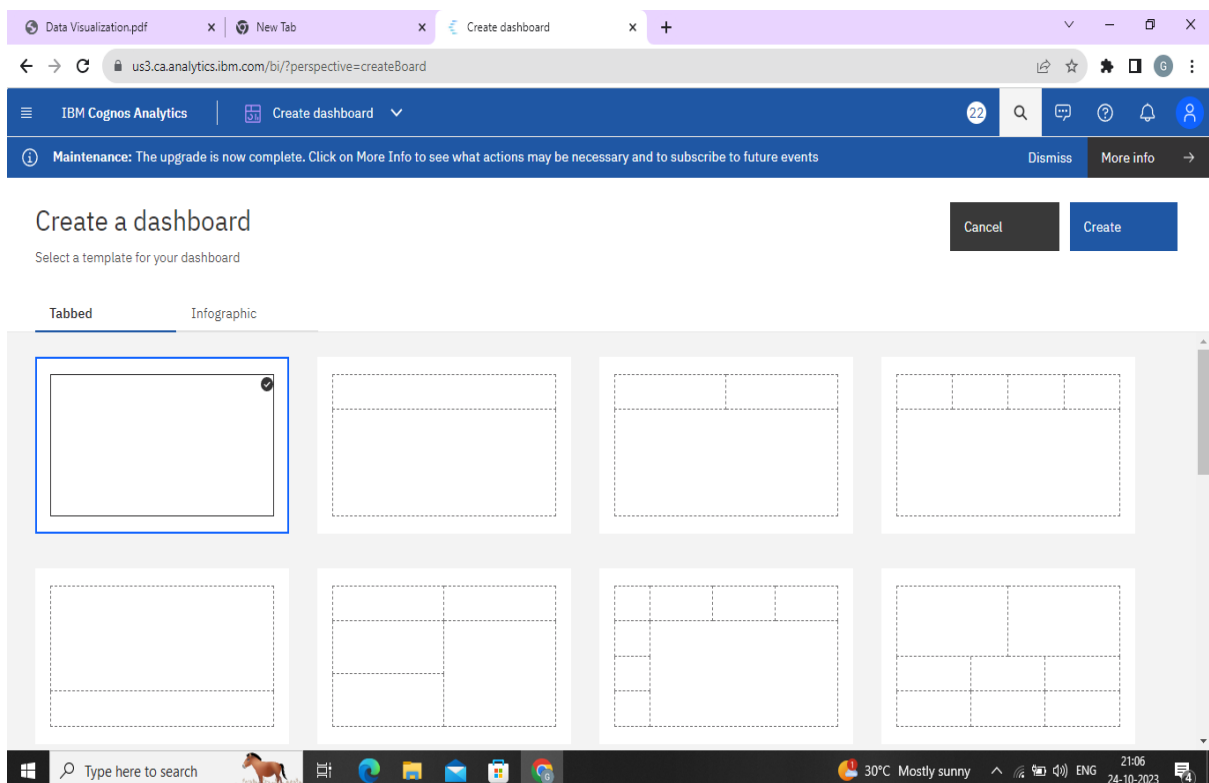 Data Visualization.pdf
New Tab
Create dashboard
us3.ca.analytics.ibm.com/bi/?perspective=createBoard
G
IBM Cognos Analytics
Create dashboard
22
Maintenance: The upgrade is now complete. Click on More Info to see what actions may be necessary and to subscribe to future events
Dismiss
More info
Create a dashboard
Cancel
Create
Select a template for your dashboard
Tabbed
Infographic
Type here to search
30°C Mostly sunny
ENG
21:06
24-10-2023
4